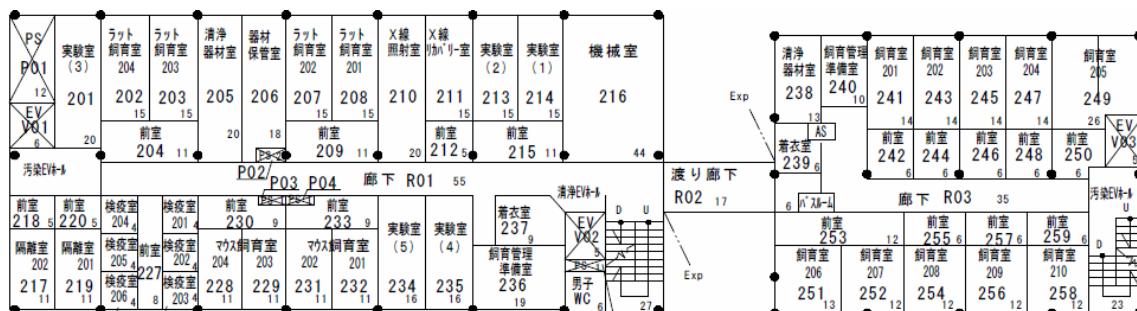 PS
P01
12
EV
V01
6
実験室
(3)
201
20
ラット
飼育室
204
202
15
ラット
飼育室
203
203
15
前室
204
11
清浄
器材室
205
20
器材
保管室
206
18
PS-2
P02
ラット
飼育室
202
207
15
ラット
飼育室
201
208
15
前室
209
11
X線
照射室
210
20
X線
リカバリー室
211
15
前室
212
5
実験室
(2)
213
15
実験室
(1)
214
15
前室
215
11
機械室
216
44
汚染EVホール
P03
P04
廊下 R01
55
清浄EVホール
前室
218
5
前室
220
5
隔離室
202
217
11
隔離室
201
219
11
検疫室
204
4
検疫室
205
4
検疫室
206
4
前室
227
8
検疫室
201
4
検疫室
202
4
検疫室
203
4
前室
230
9
マウス飼育室
204
203
228
11
229
11
前室
233
9
マウス飼育室
202
201
231
11
232
11
実験室
(5)
234
16
実験室
(4)
235
16
着衣室
237
9
飼育管理
準備室
236
19
EV
V02
5
PS
男子
WC
6
D
U
27
渡り廊下
R02
17
Exp
Exp
清浄
器材室
238
13
飼育管理
準備室
240
10
AS
着衣室
239
6
6
パスルーム
飼育室
201
241
14
飼育室
202
243
14
飼育室
203
245
14
飼育室
204
247
14
飼育室
205
249
26
前室
242
6
前室
244
6
前室
246
6
前室
248
6
前室
250
6
EV
V03
5
廊下 R03
35
汚染EVホール
U
D
23
前室
253
12
前室
255
6
前室
257
6
前室
259
6
飼育室
206
251
13
飼育室
207
252
12
飼育室
208
254
12
飼育室
209
256
12
飼育室
210
258
12